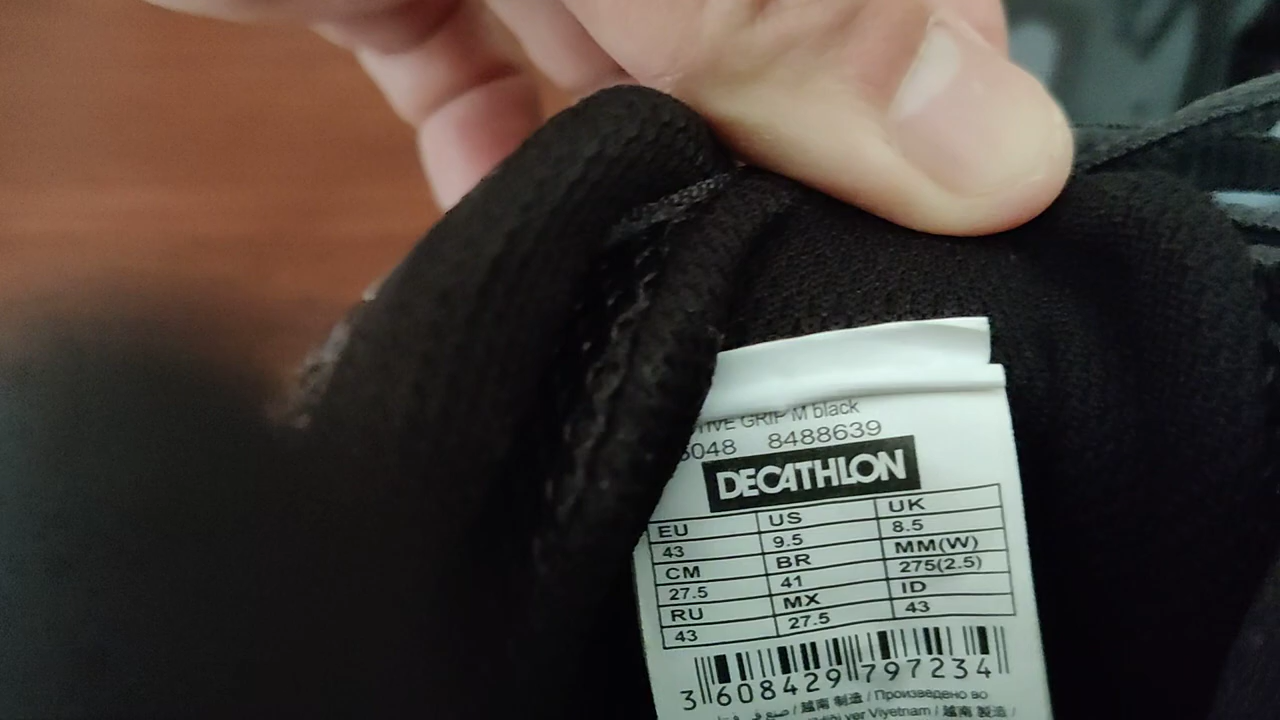 GRIP M black
048 8488639
DECATHLON
EU US UK
43 9.5 8.5
CM BR MM(W)
27.5 41 275(2.5)
RU MX ID
43 27.5 43
3 608429 797234
/ 越南 制造 / Произведено во
yer Viyetnam / 越南 製造 /